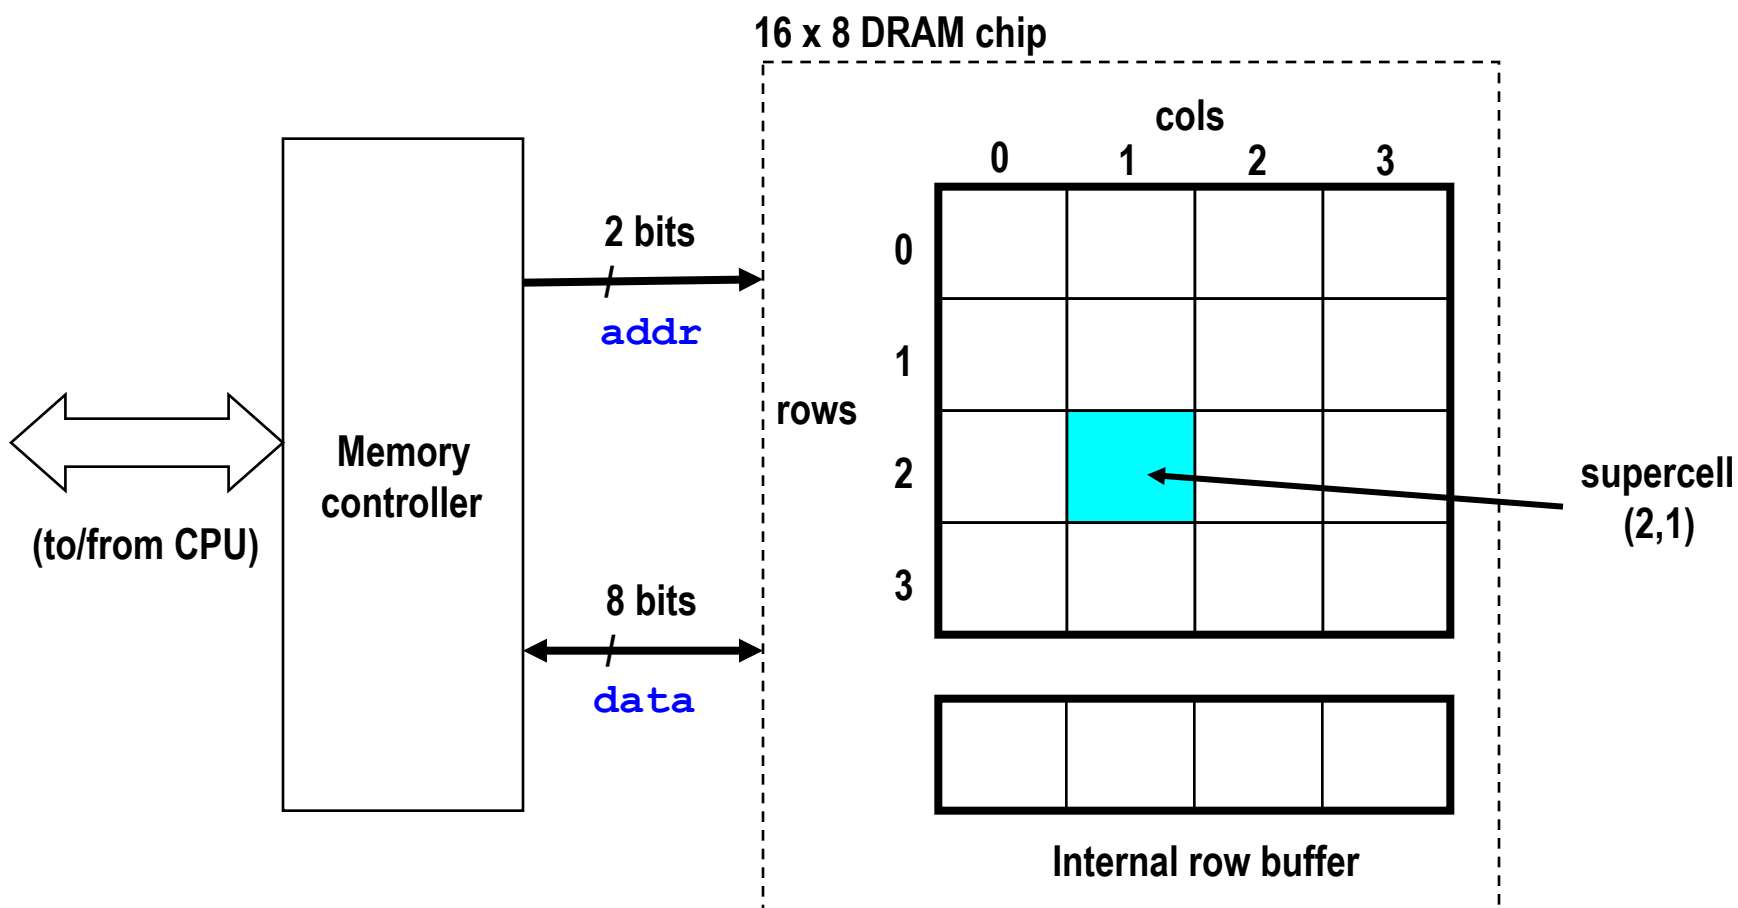 16 x 8 DRAM chip
cols
0 1 2 3
2 bits
addr
0
1
rows
2
3
Memory
controller
(to/from CPU)
supercell
(2,1)
8 bits
data
Internal row buffer